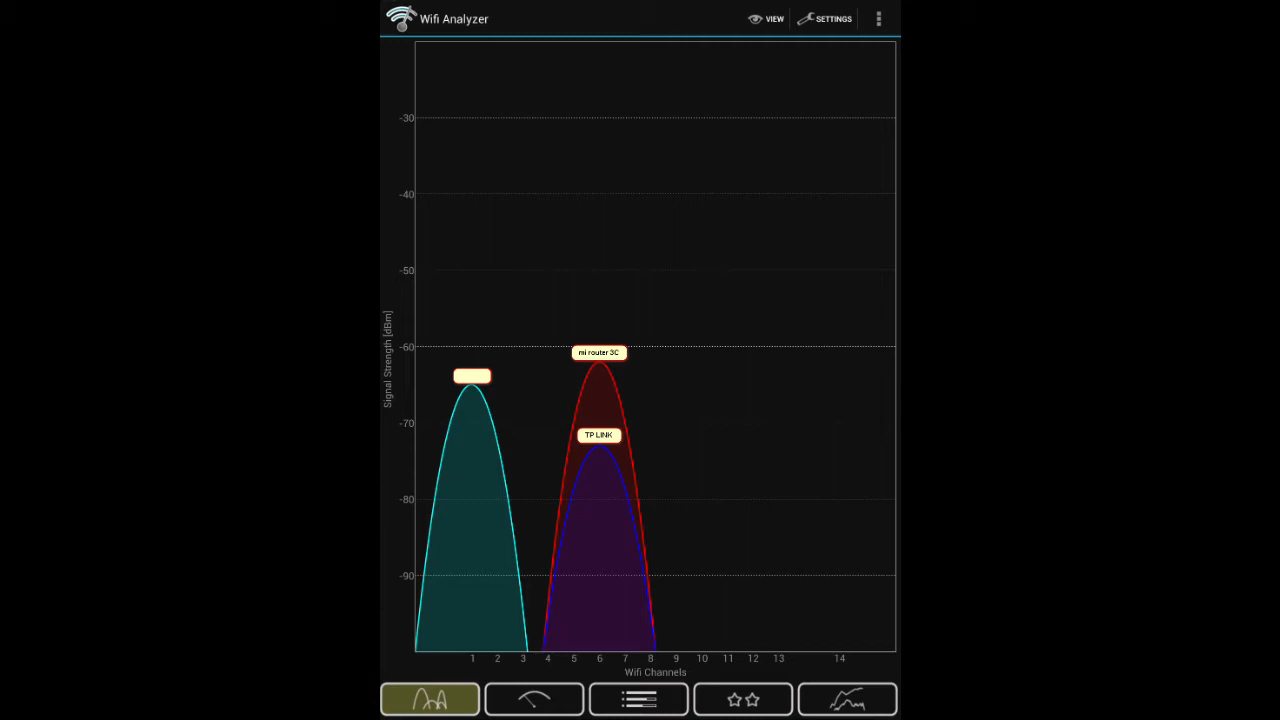 Wifi Analyzer
VIEW
SETTINGS
-30
-40
-50
-60
-70
-80
-90
Signal Strength [dBm]
mi router 3C
TP LINK
1 2 3 4 5 6 7 8 9 10 11 12 13 14
Wifi Channels